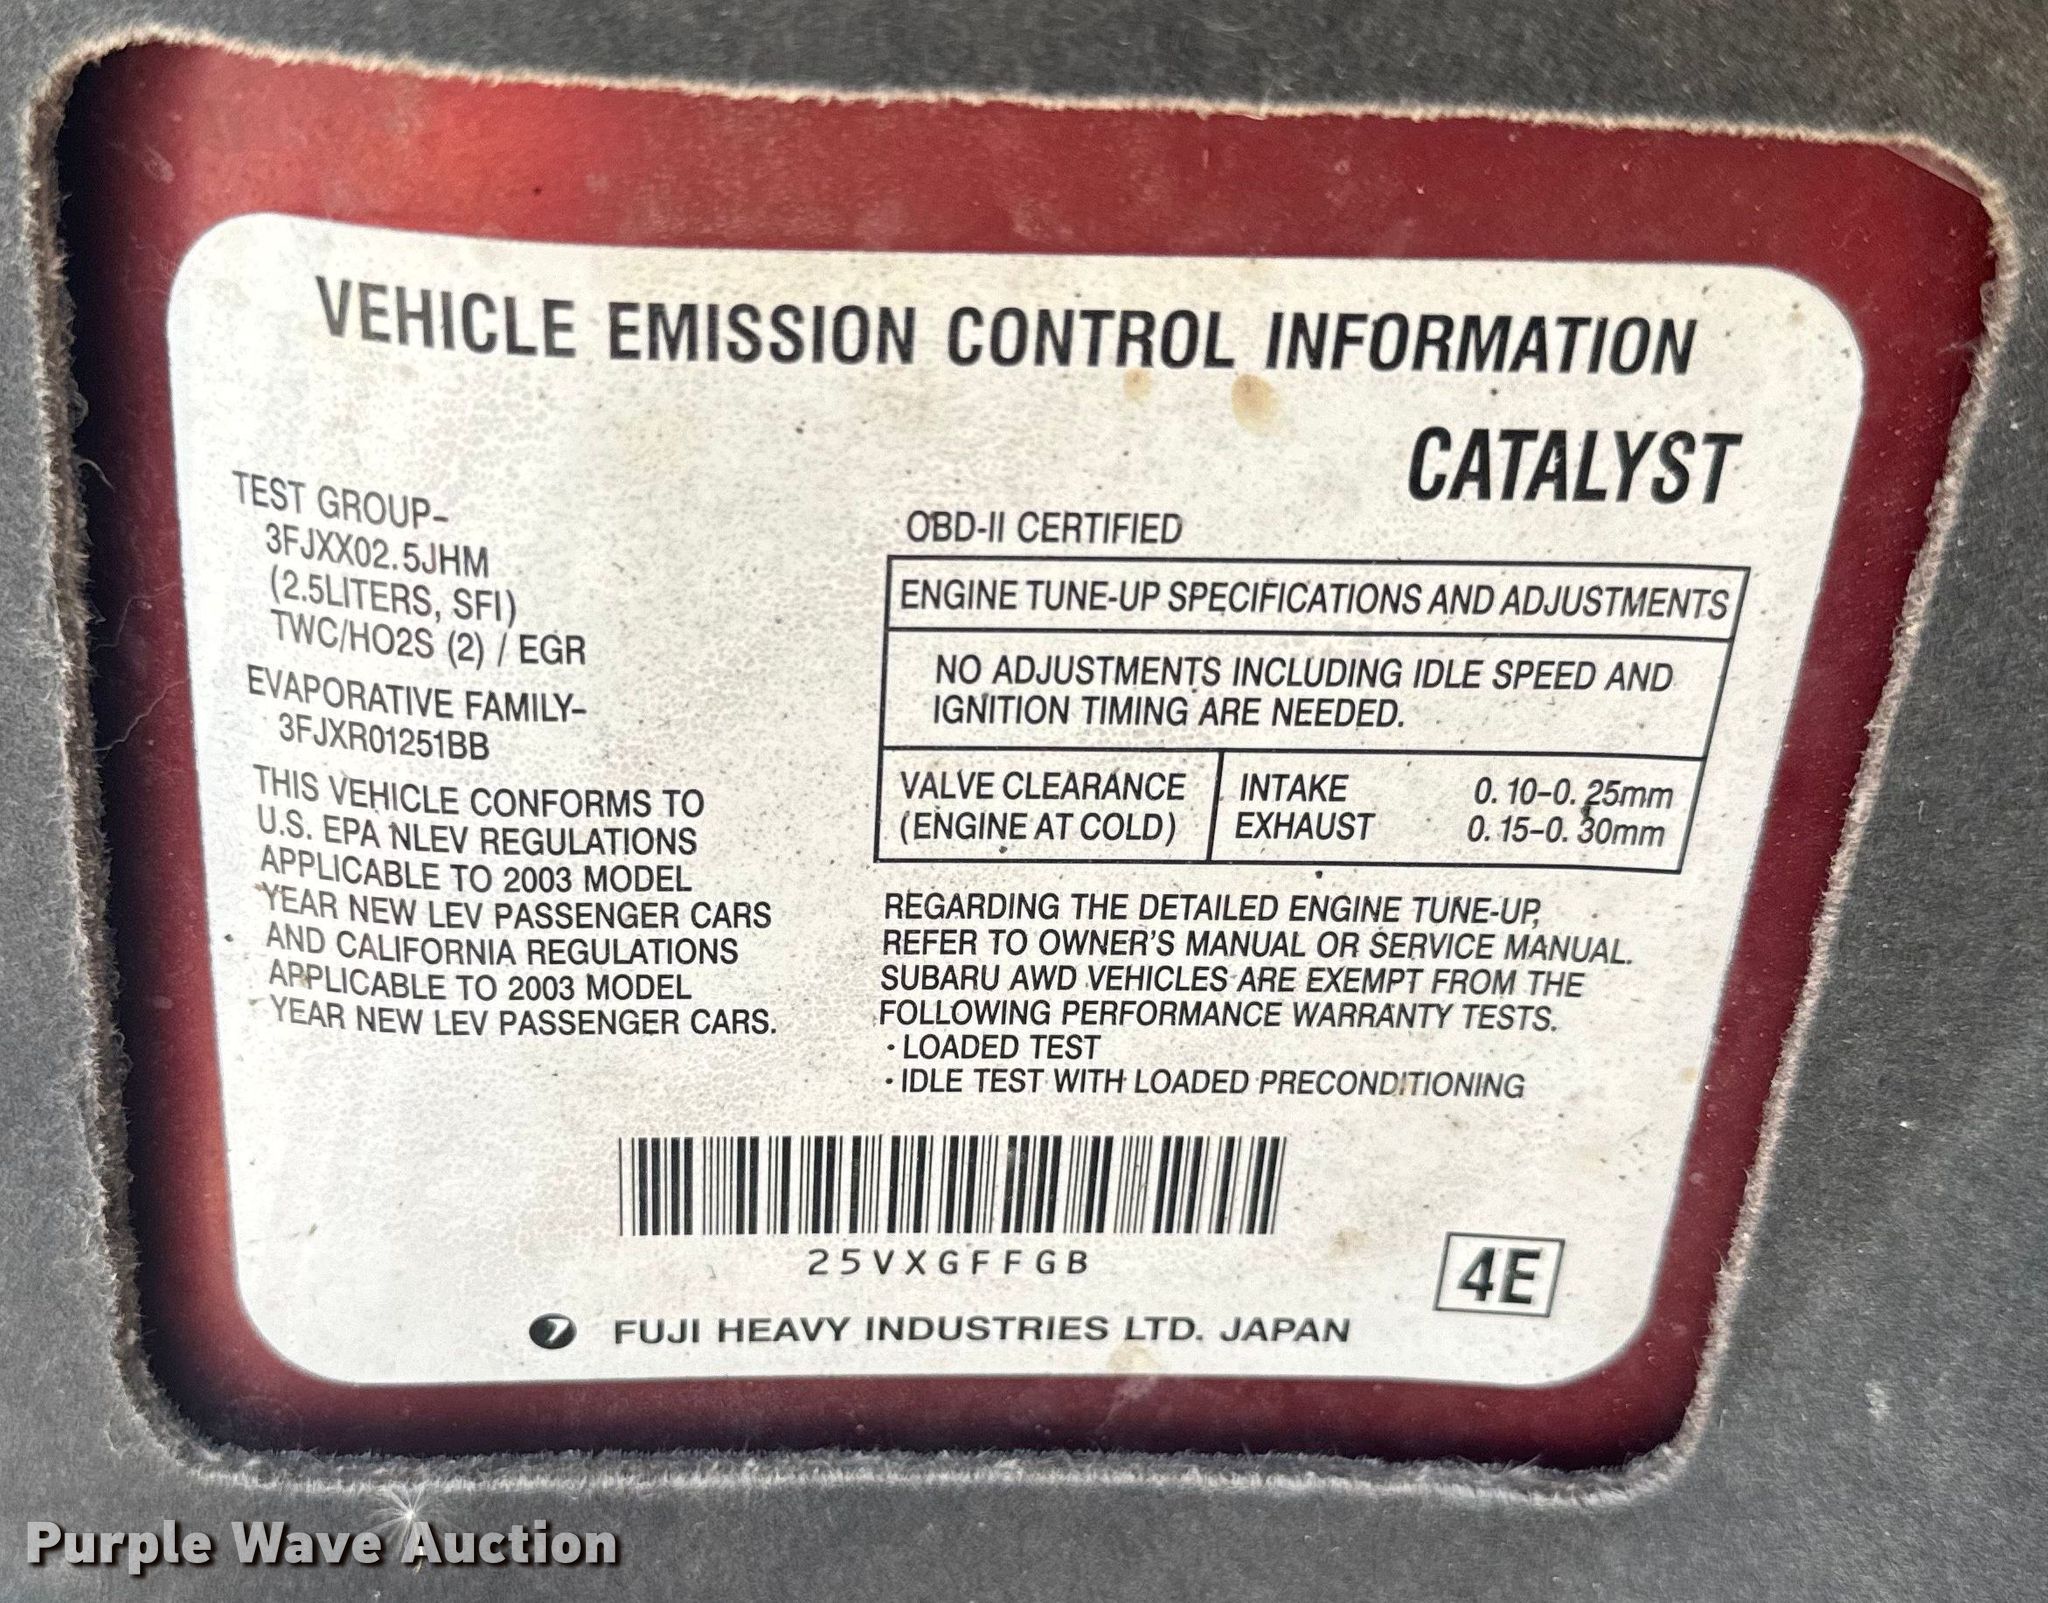 VEHICLE EMISSION CONTROL INFORMATION
CATALYST
TEST GROUP-
3FJXX02.5JHM
(2.5LITERS, SFI)
TWC/HO2S (2) / EGR
EVAPORATIVE FAMILY-
3FJXR01251BB
THIS VEHICLE CONFORMS TO
U.S. EPA NLEV REGULATIONS
APPLICABLE TO 2003 MODEL
YEAR NEW LEV PASSENGER CARS
AND CALIFORNIA REGULATIONS
APPLICABLE TO 2003 MODEL
YEAR NEW LEV PASSENGER CARS.
OBD-II CERTIFIED
ENGINE TUNE-UP SPECIFICATIONS AND ADJUSTMENTS
NO ADJUSTMENTS INCLUDING IDLE SPEED AND
IGNITION TIMING ARE NEEDED.
VALVE CLEARANCE
(ENGINE AT COLD)
INTAKE 0.10-0.25mm
EXHAUST 0.15-0.30mm
REGARDING THE DETAILED ENGINE TUNE-UP,
REFER TO OWNER'S MANUAL OR SERVICE MANUAL.
SUBARU AWD VEHICLES ARE EXEMPT FROM THE
FOLLOWING PERFORMANCE WARRANTY TESTS.
· LOADED TEST
· IDLE TEST WITH LOADED PRECONDITIONING
25VXGFFGB
4E
7 FUJI HEAVY INDUSTRIES LTD. JAPAN
Purple Wave Auction